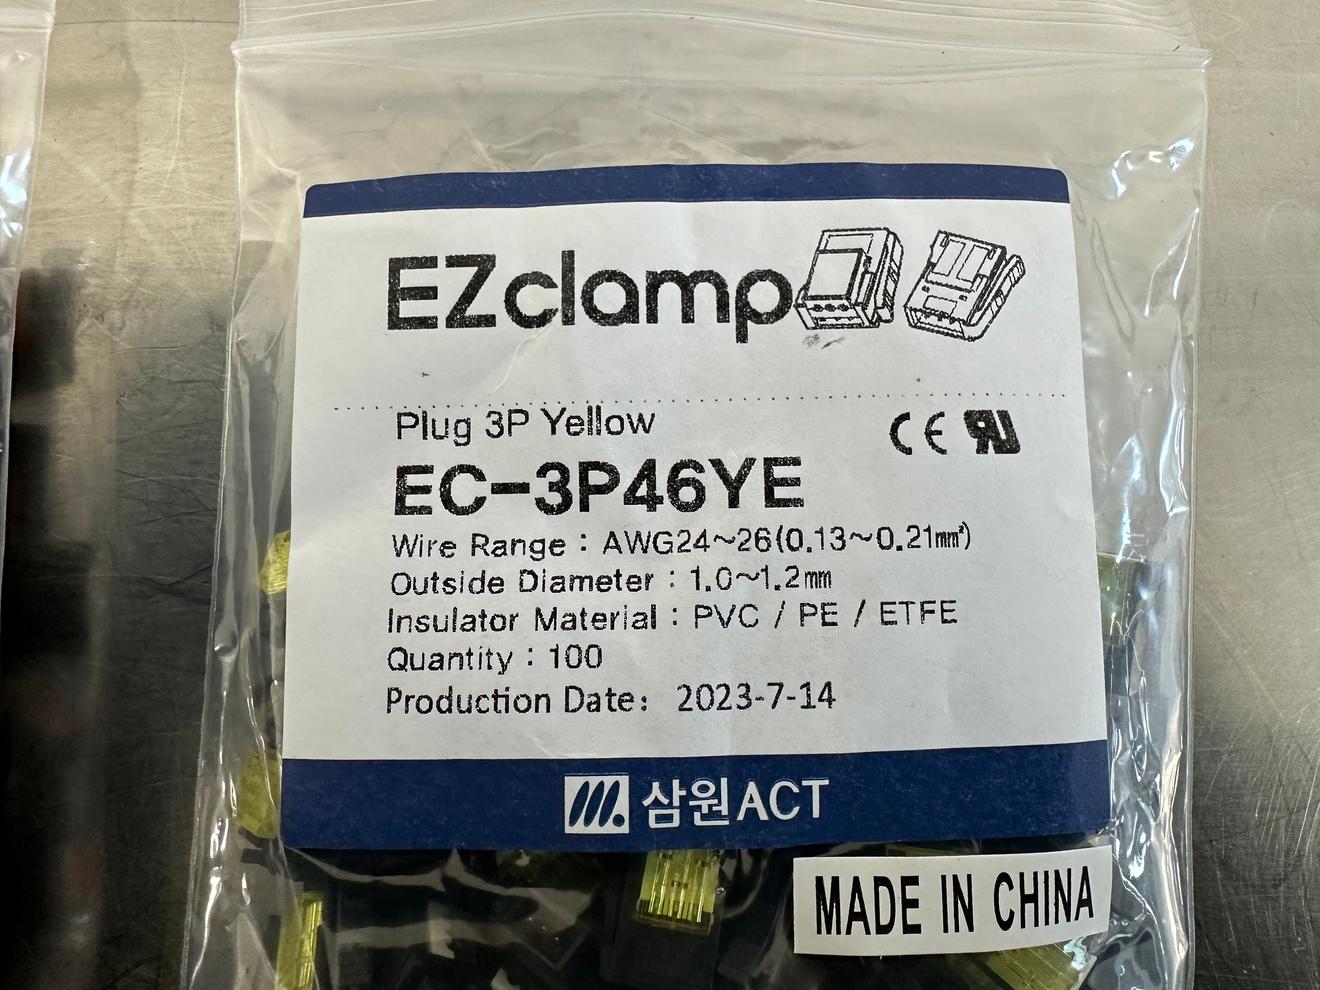 EZclamp
Plug 3P Yellow
CE
EC-3P46YE
Wire Range : AWG24~26(0.13~0.21㎟)
Outside Diameter : 1.0~1.2㎜
Insulator Material : PVC / PE / ETFE
Quantity : 100
Production Date: 2023-7-14
삼원ACT
MADE IN CHINA